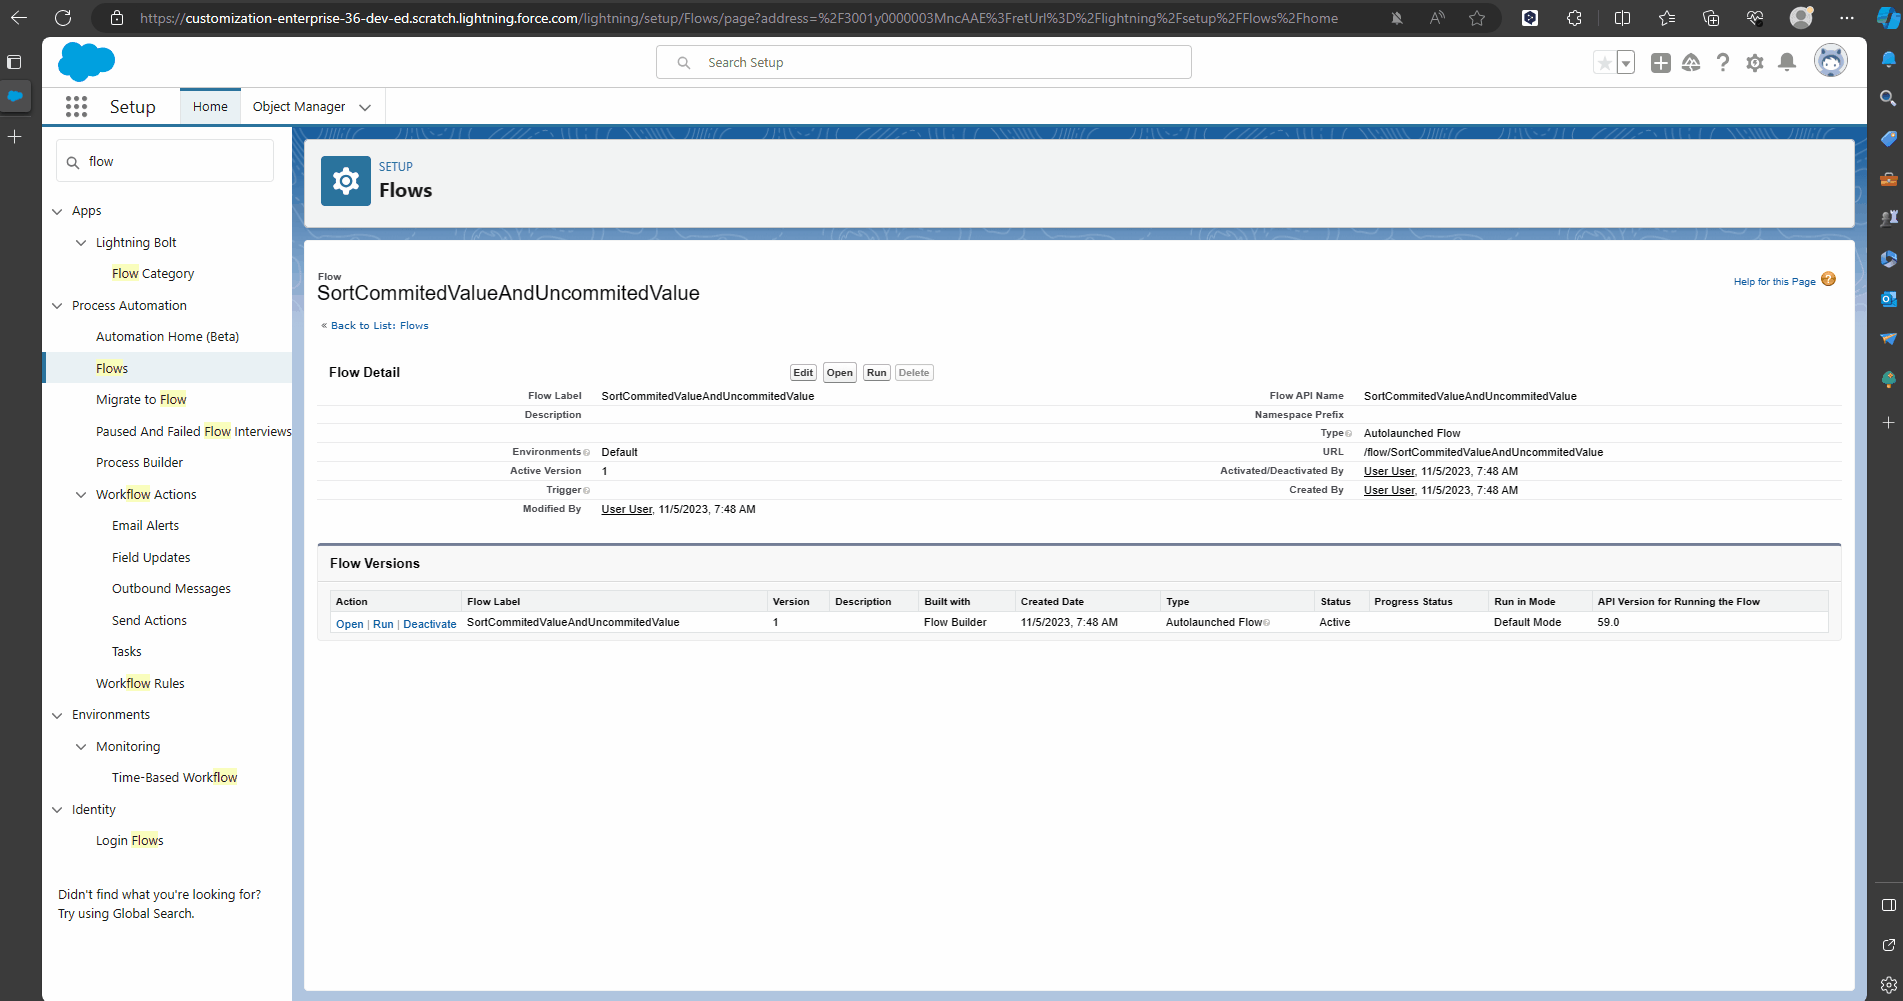 https://customization-enterprise-36-dev-ed.scratch.lightning.force.com/lightning/setup/Flows/page?address=%2F3001y0000003MncAAE%3FretUrl%3D%2Flightning%2Fsetup%2FFlows%2Fhome
Search Setup
Setup
Home
Object Manager
flow
Apps
Lightning Bolt
Flow Category
Process Automation
Automation Home (Beta)
Flows
Migrate to Flow
Paused And Failed Flow Interviews
Process Builder
Workflow Actions
Email Alerts
Field Updates
Outbound Messages
Send Actions
Tasks
Workflow Rules
Environments
Monitoring
Time-Based Workflow
Identity
Login Flows
Didn't find what you're looking for?
Try using Global Search.
SETUP
Flows
Flow
SortCommitedValueAndUncommitedValue
Help for this Page
« Back to List: Flows
Flow Detail
Edit Open Run Delete
Flow Label SortCommitedValueAndUncommitedValue Flow API Name SortCommitedValueAndUncommitedValue
Description Namespace Prefix
Type Autolaunched Flow
Environments Default URL /flow/SortCommitedValueAndUncommitedValue
Active Version 1 Activated/Deactivated By User User, 11/5/2023, 7:48 AM
Trigger Created By User User, 11/5/2023, 7:48 AM
Modified By User User, 11/5/2023, 7:48 AM
Flow Versions
Action Flow Label Version Description Built with Created Date Type Status Progress Status Run in Mode API Version for Running the Flow
Open | Run | Deactivate SortCommitedValueAndUncommitedValue 1 Flow Builder 11/5/2023, 7:48 AM Autolaunched Flow Active Default Mode 59.0